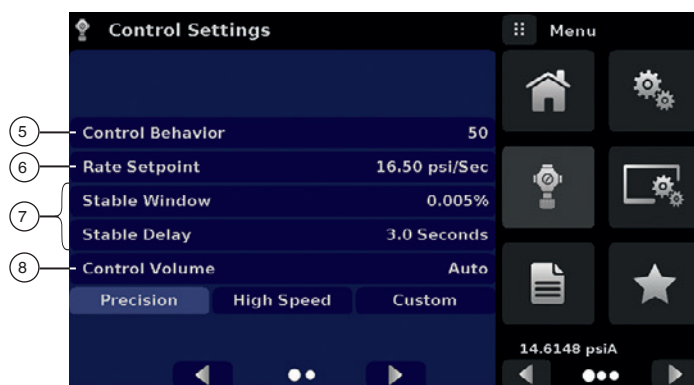 Control Settings
Menu
5 Control Behavior 50
6 Rate Setpoint 16.50 psi/Sec
7 Stable Window 0.005%
Stable Delay 3.0 Seconds
8 Control Volume Auto
Precision High Speed Custom
14.6148 psiA